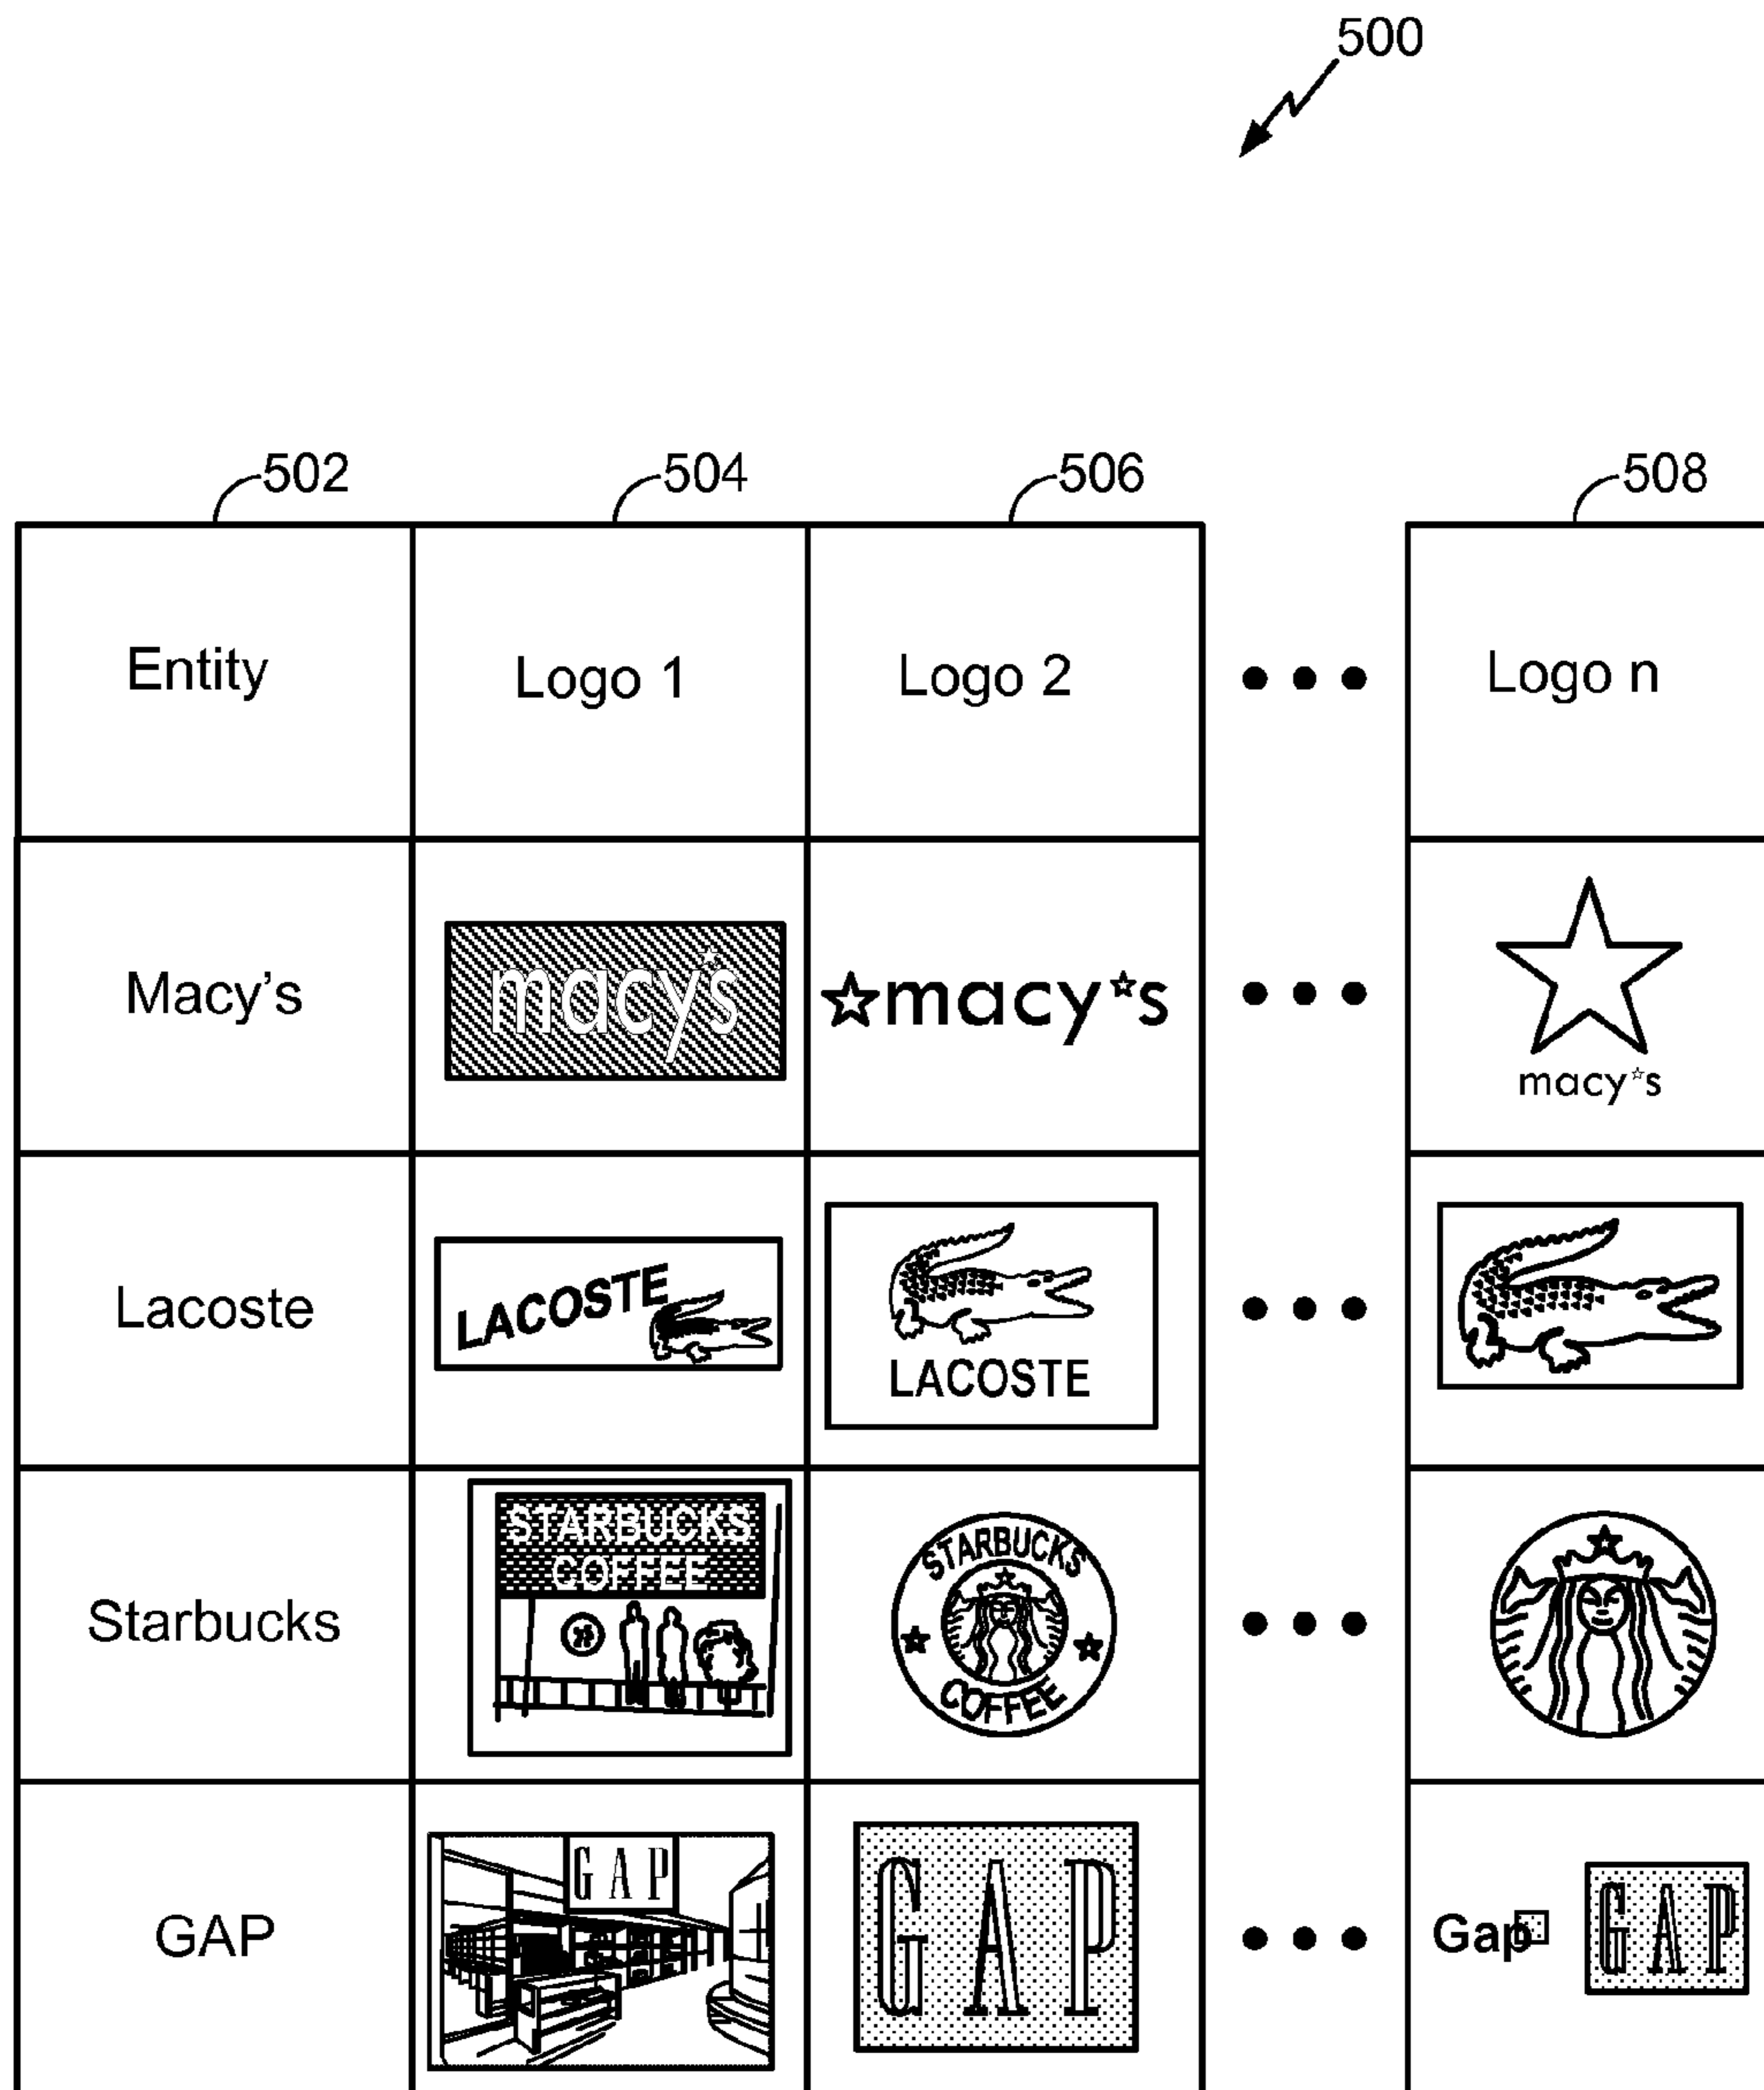 500
502 504 506 508
Entity Logo 1 Logo 2 Logo n
Macy's macy's macy's macy's
Lacoste LACOSTE LACOSTE
Starbucks STARBUCKS COFFEE STARBUCKS COFFEE
GAP GAP GAP Gap GAP